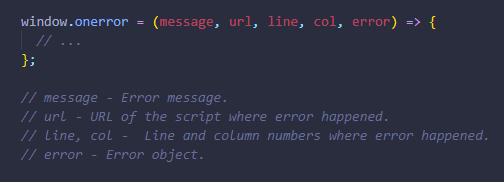 window.onerror = (message, url, line, col, error) => {
// ...
};
// message - Error message.
// url - URL of the script where error happened.
// line, col -  Line and column numbers where error happened.
// error - Error object.